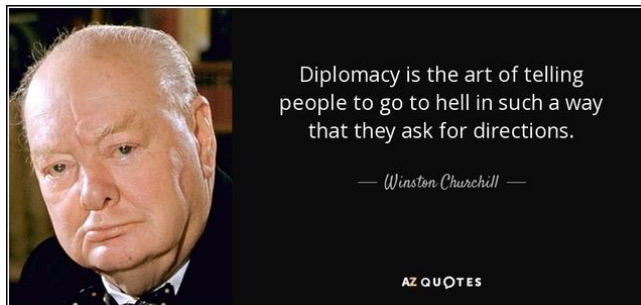 Diplomacy is the art of telling
people to go to hell in such a way
that they ask for directions.
— Winston Churchill —
AZ QUOTES